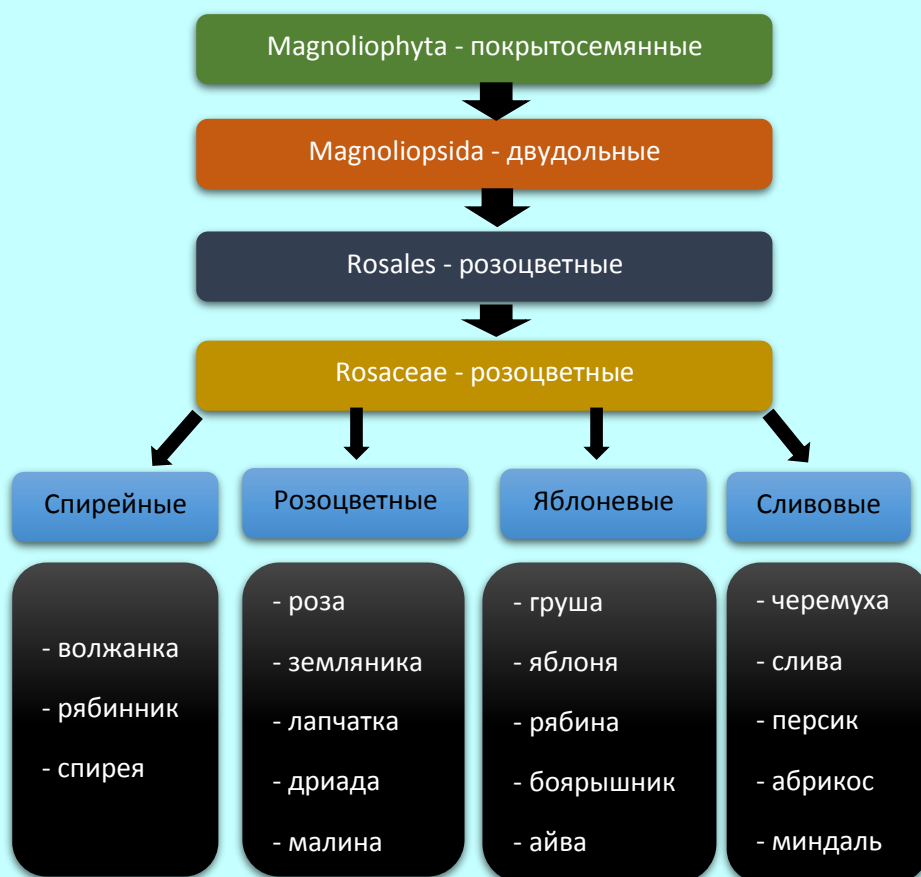 Magnoliophyta - покрытосемянные
Magnoliopsida - двудольные
Rosales - розоцветные
Rosaceae - розоцветные
Спирейные
Розоцветные
Яблоневые
Сливовые
- волжанка
- рябинник
- спирея
- роза
- земляника
- лапчатка
- дриада
- малина
- груша
- яблоня
- рябина
- боярышник
- айва
- черемуха
- слива
- персик
- абрикос
- миндаль